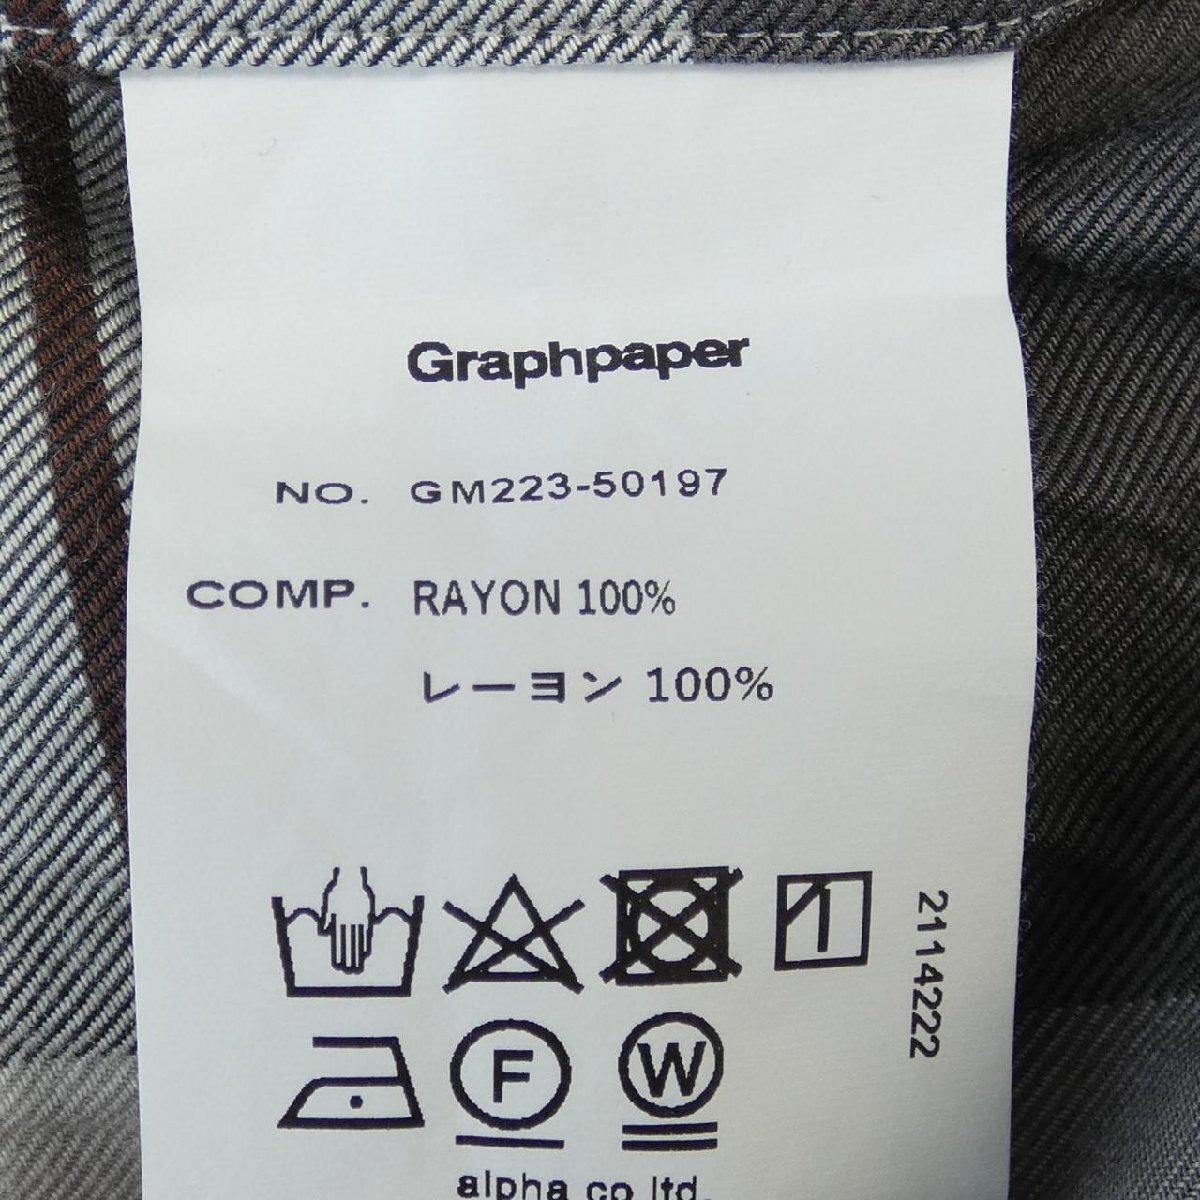 Graphpaper
NO. GM223-50197
COMP. RAYON 100%
レーヨン 100%
2114222
F
W
alpha co ltd.